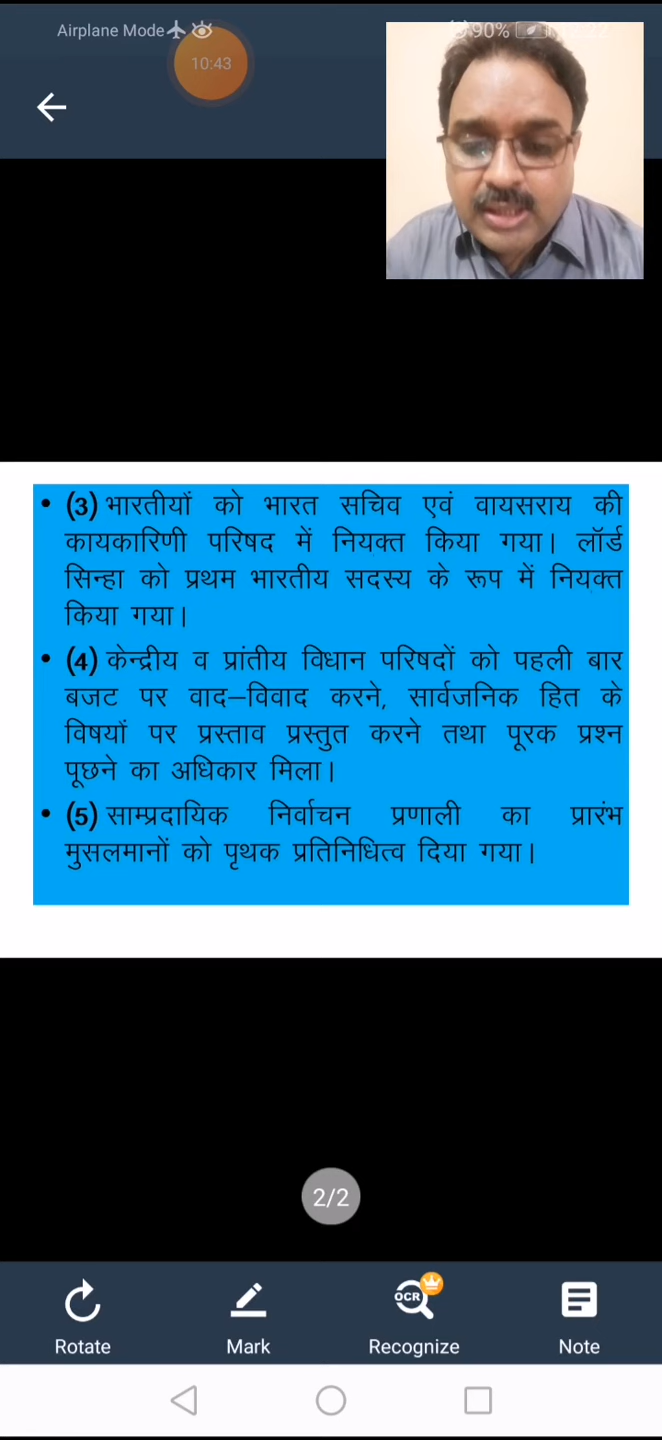 Airplane Mode
90%
10:43
• (3) भारतीयों को भारत सचिव एवं वायसराय की
कायकारिणी परिषद में नियक्त किया गया। लॉर्ड
सिन्हा को प्रथम भारतीय सदस्य के रूप में नियक्त
किया गया।
• (4) केन्द्रीय व प्रांतीय विधान परिषदों को पहली बार
बजट पर वाद–विवाद करने, सार्वजनिक हित के
विषयों पर प्रस्ताव प्रस्तुत करने तथा पूरक प्रश्न
पूछने का अधिकार मिला।
• (5) साम्प्रदायिक निर्वाचन प्रणाली का प्रारंभ
मुसलमानों को पृथक प्रतिनिधित्व दिया गया।
2/2
OCR
Rotate Mark Recognize Note